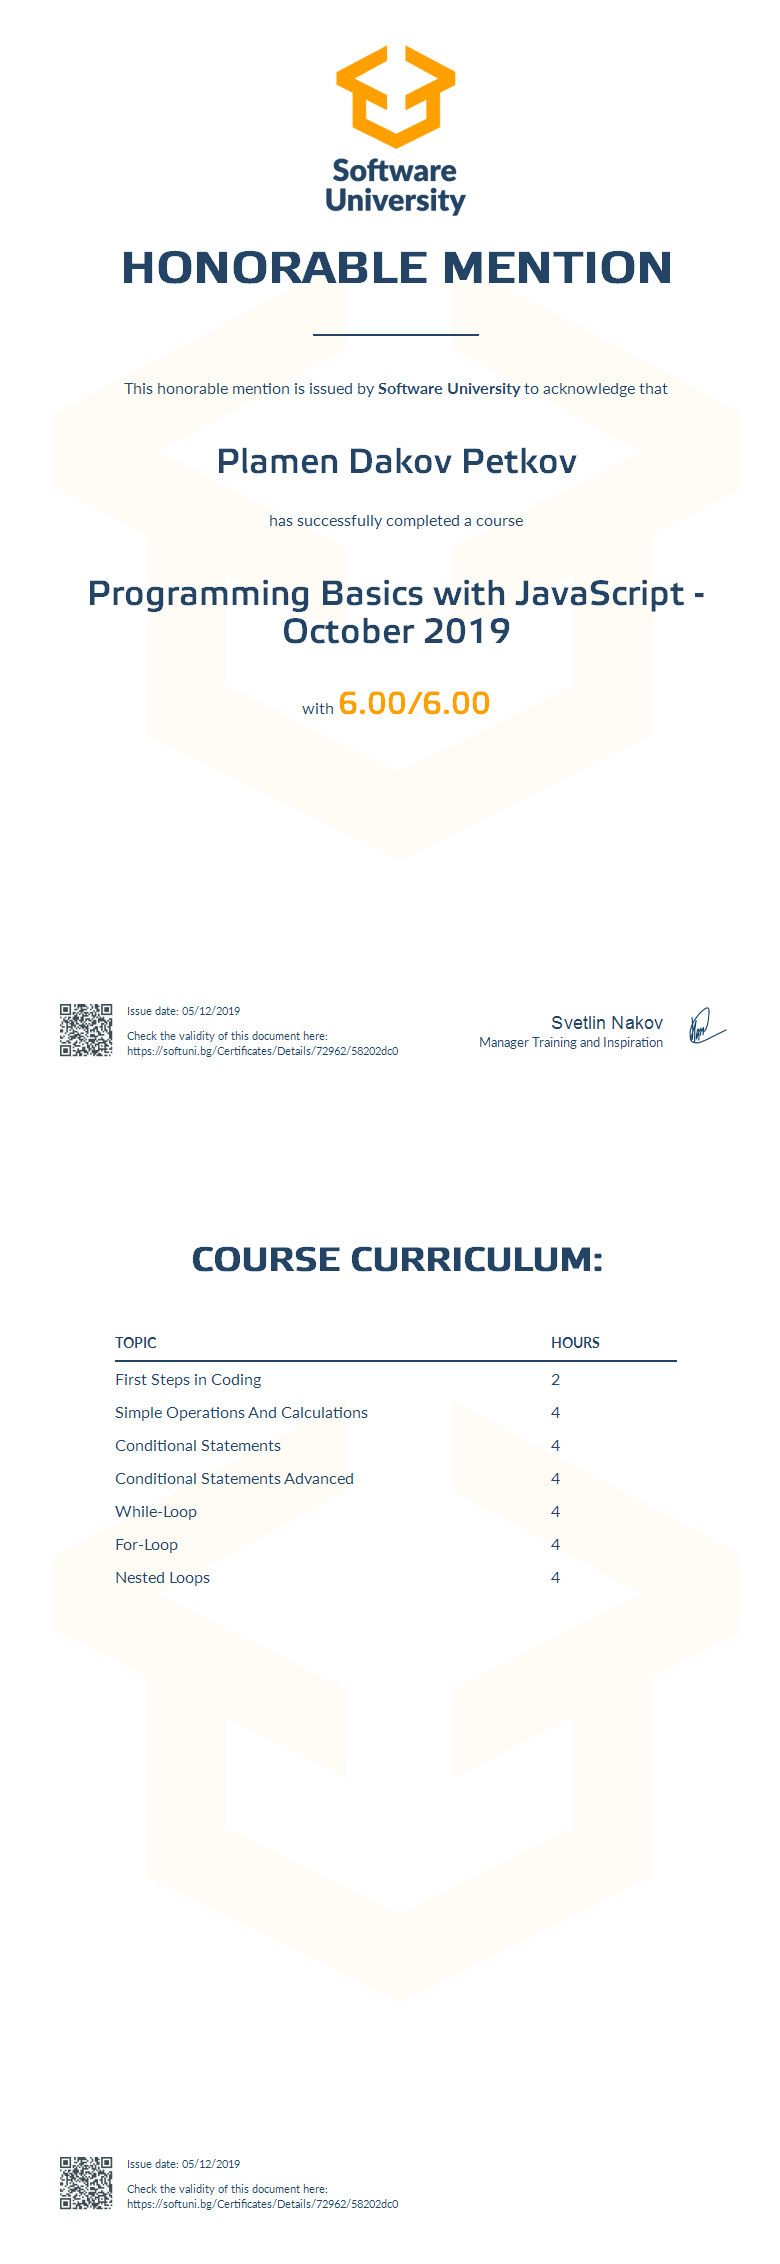 Software
University
HONORABLE MENTION
This honorable mention is issued by Software University to acknowledge that
Plamen Dakov Petkov
has successfully completed a course
Programming Basics with JavaScript -
October 2019
with 6.00/6.00
Issue date: 05/12/2019
Check the validity of this document here:
https://softuni.bg/Certificates/Details/72962/58202dc0
Svetlin Nakov
Manager Training and Inspiration
COURSE CURRICULUM:
TOPIC HOURS
First Steps in Coding 2
Simple Operations And Calculations 4
Conditional Statements 4
Conditional Statements Advanced 4
While-Loop 4
For-Loop 4
Nested Loops 4
Issue date: 05/12/2019
Check the validity of this document here:
https://softuni.bg/Certificates/Details/72962/58202dc0